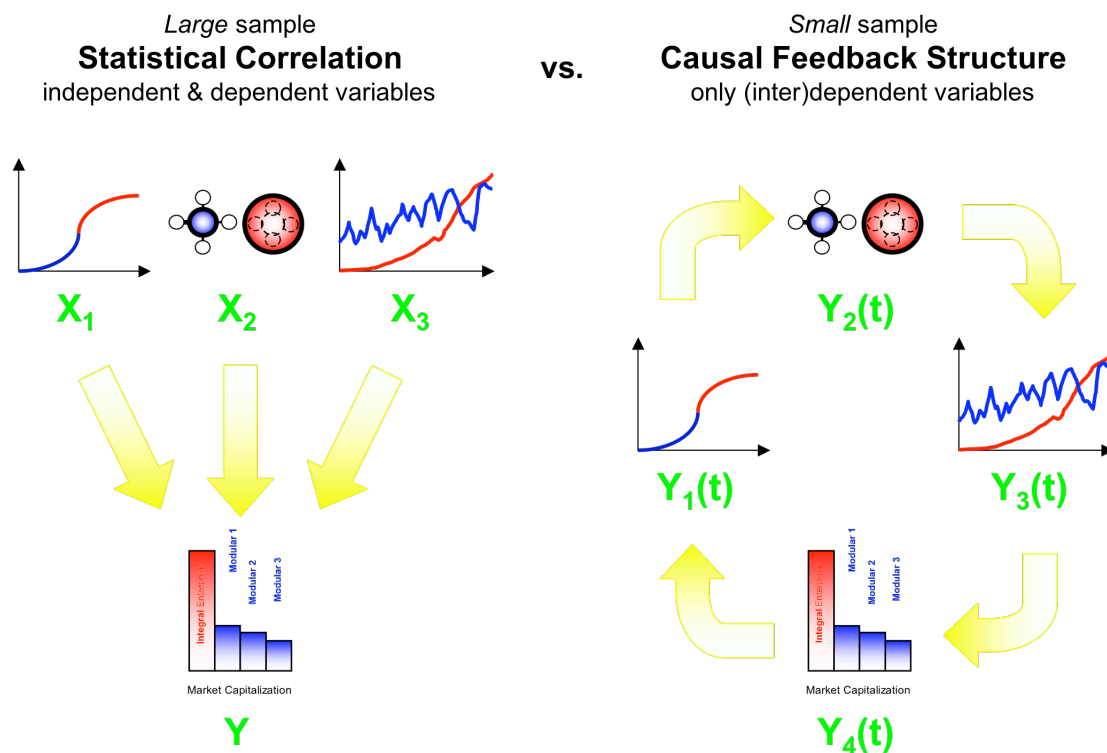 Large sample
Statistical Correlation
independent & dependent variables
vs.
Small sample
Causal Feedback Structure
only (inter)dependent variables
X1
X2
X3
Integral Enterprise
Modular 1
Modular 2
Modular 3
Market Capitalization
Y
Y2(t)
Y1(t)
Y3(t)
Integral Enterprise
Modular 1
Modular 2
Modular 3
Market Capitalization
Y4(t)